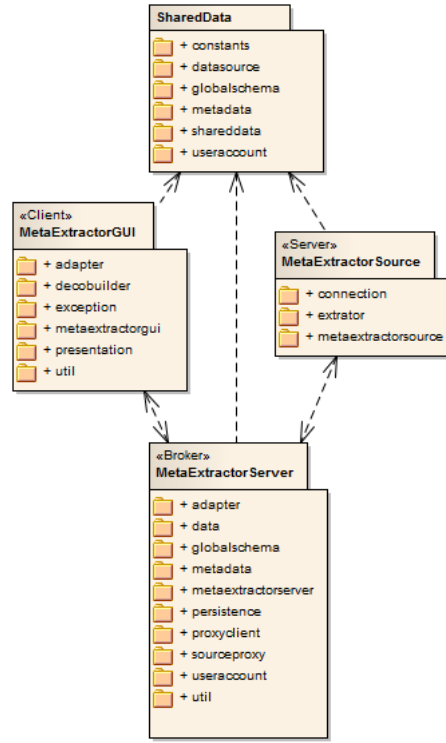 SharedData
+ constants
+ datasource
+ globalschema
+ metadata
+ shareddata
+ useraccount
«Client»
MetaExtractorGUI
+ adapter
+ decobuilder
+ exception
+ metaextractorgui
+ presentation
+ util
«Server»
MetaExtractorSource
+ connection
+ extrator
+ metaextractorsource
«Broker»
MetaExtractorServer
+ adapter
+ data
+ globalschema
+ metadata
+ metaextractorserver
+ persistence
+ proxyclient
+ sourceproxy
+ useraccount
+ util